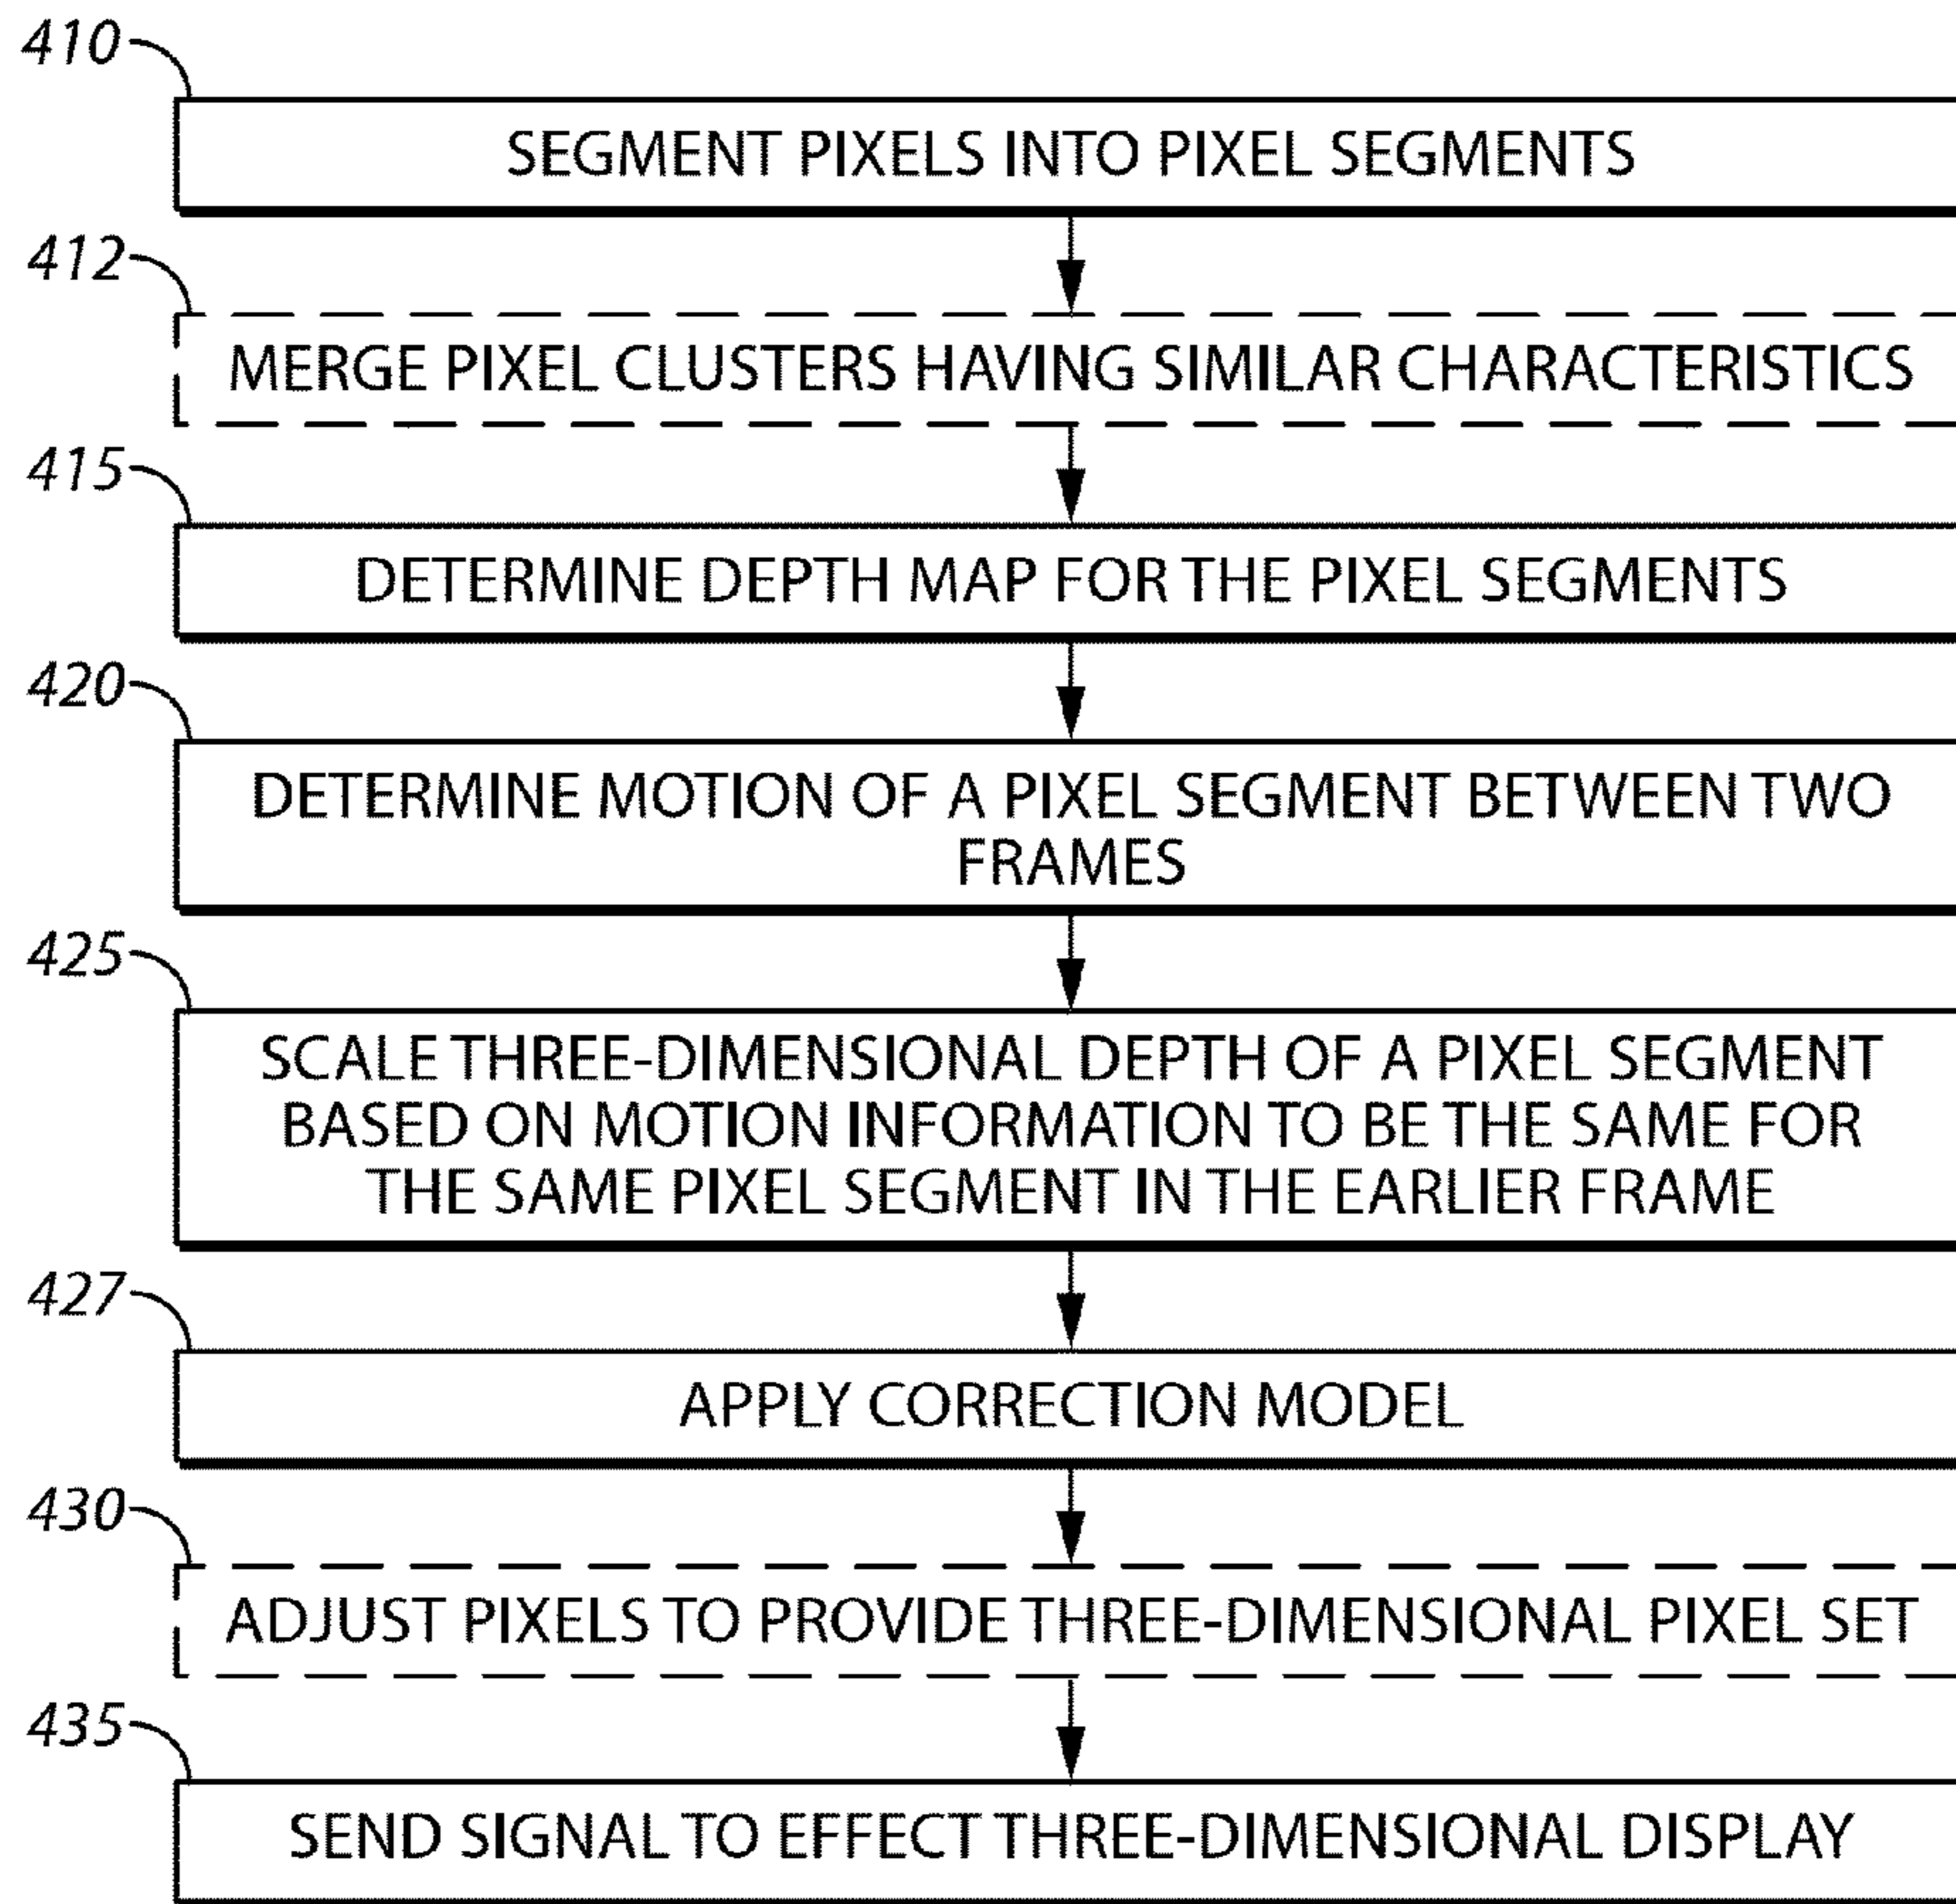 410
SEGMENT PIXELS INTO PIXEL SEGMENTS
412
MERGE PIXEL CLUSTERS HAVING SIMILAR CHARACTERISTICS
415
DETERMINE DEPTH MAP FOR THE PIXEL SEGMENTS
420
DETERMINE MOTION OF A PIXEL SEGMENT BETWEEN TWO
FRAMES
425
SCALE THREE-DIMENSIONAL DEPTH OF A PIXEL SEGMENT
BASED ON MOTION INFORMATION TO BE THE SAME FOR
THE SAME PIXEL SEGMENT IN THE EARLIER FRAME
427
APPLY CORRECTION MODEL
430
ADJUST PIXELS TO PROVIDE THREE-DIMENSIONAL PIXEL SET
435
SEND SIGNAL TO EFFECT THREE-DIMENSIONAL DISPLAY